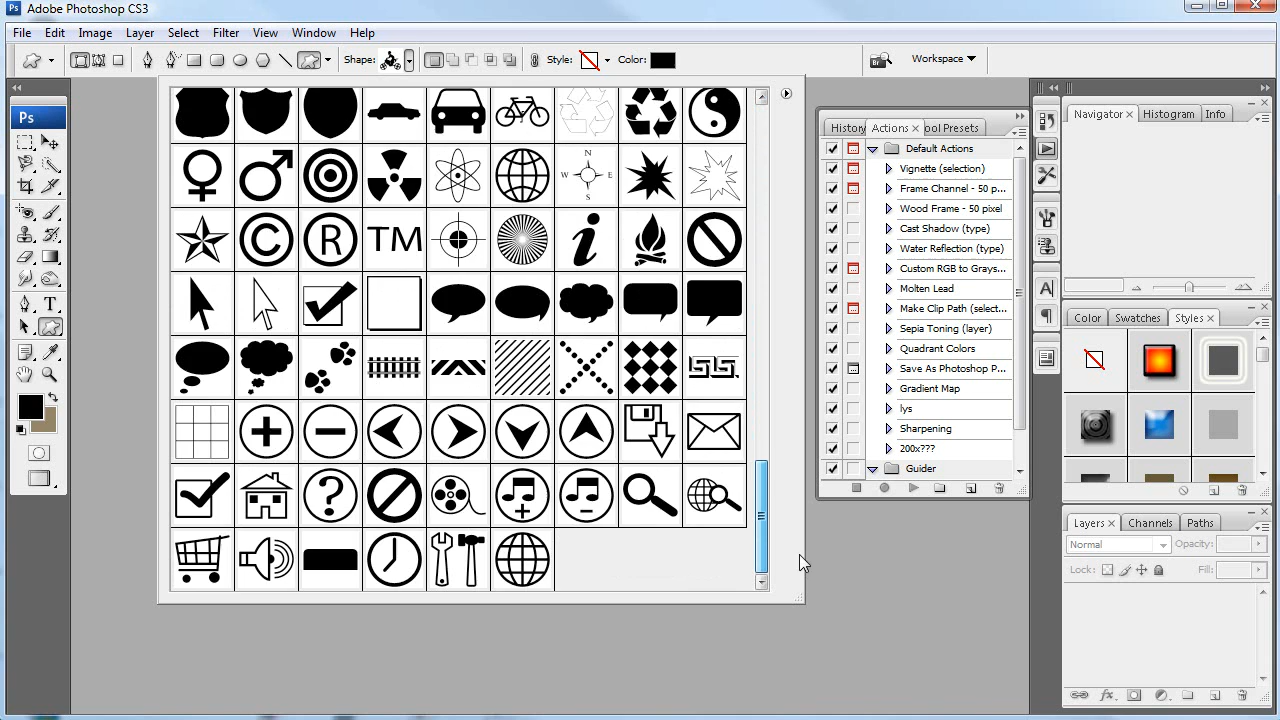 Ps Adobe Photoshop CS3
File Edit Image Layer Select Filter View Window Help
Shape: Style: Color: Workspace
Ps
N
W E
S
C R TM i
?
History Actions × ool Presets
Default Actions
Vignette (selection)
Frame Channel - 50 p...
Wood Frame - 50 pixel
Cast Shadow (type)
Water Reflection (type)
Custom RGB to Grays...
Molten Lead
Make Clip Path (select...
Sepia Toning (layer)
Quadrant Colors
Save As Photoshop P...
Gradient Map
lys
Sharpening
200x???
Guider
Navigator × Histogram Info
Color Swatches Styles ×
Layers × Channels Paths
Normal Opacity:
Lock: Fill: